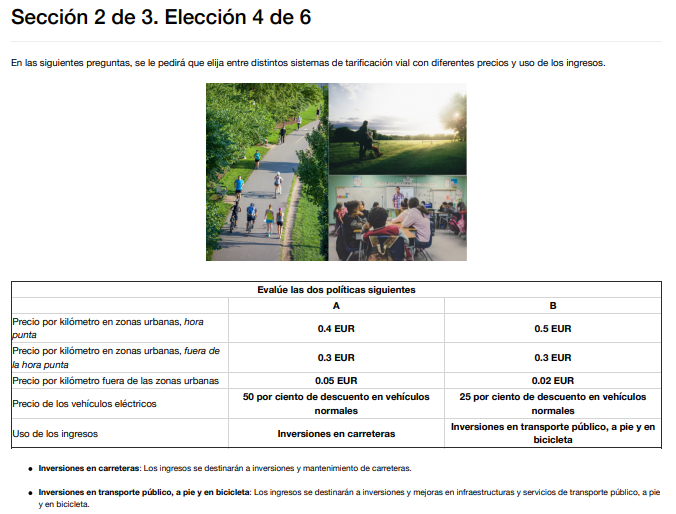 Sección 2 de 3. Elección 4 de 6
En las siguientes preguntas, se le pedirá que elija entre distintos sistemas de tarificación vial con diferentes precios y uso de los ingresos.
Evalúe las dos políticas siguientes
A B
Precio por kilómetro en zonas urbanas, hora
punta
0.4 EUR 0.5 EUR
Precio por kilómetro en zonas urbanas, fuera de
la hora punta
0.3 EUR 0.3 EUR
Precio por kilómetro fuera de las zonas urbanas 0.05 EUR 0.02 EUR
Precio de los vehículos eléctricos
50 por ciento de descuento en vehículos
normales
25 por ciento de descuento en vehículos
normales
Uso de los ingresos
Inversiones en carreteras
Inversiones en transporte público, a pie y en
bicicleta
• Inversiones en carreteras: Los ingresos se destinarán a inversiones y mantenimiento de carreteras.
• Inversiones en transporte público, a pie y en bicicleta: Los ingresos se destinarán a inversiones y mejoras en infraestructuras y servicios de transporte público, a pie
y en bicicleta.